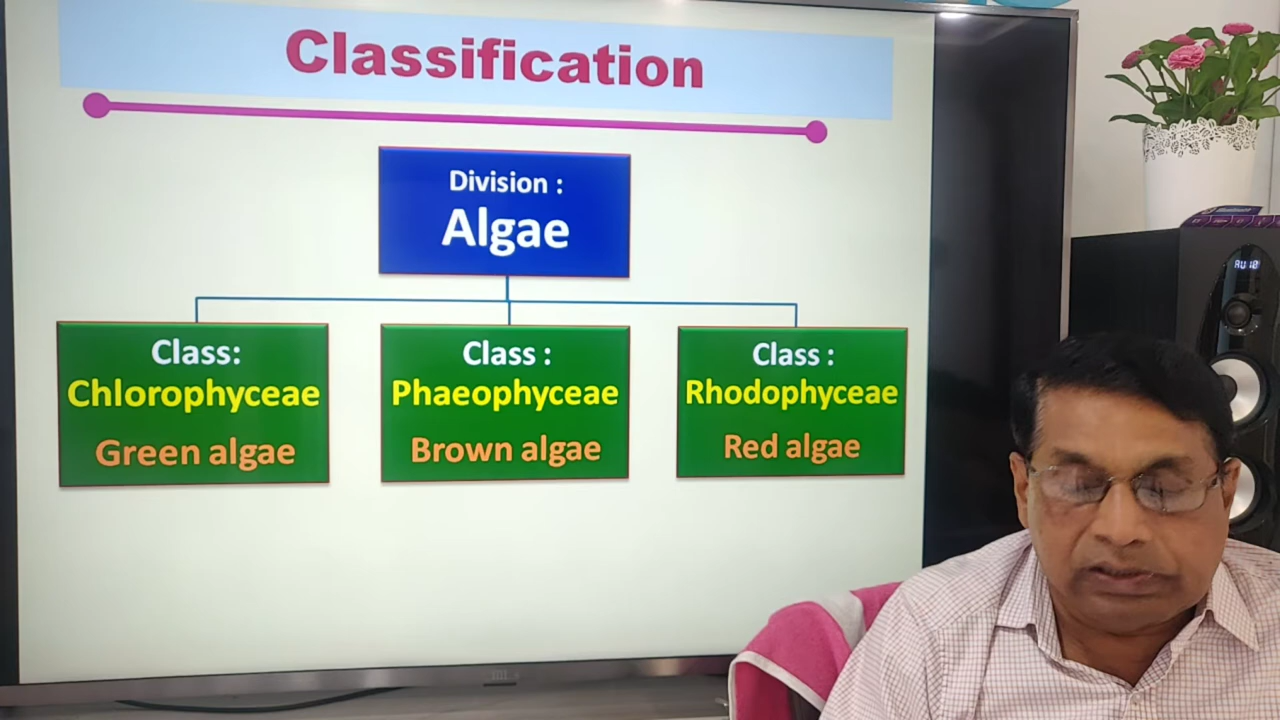 Classification
Division :
Algae
Class:
Chlorophyceae
Green algae
Class :
Phaeophyceae
Brown algae
Class :
Rhodophyceae
Red algae